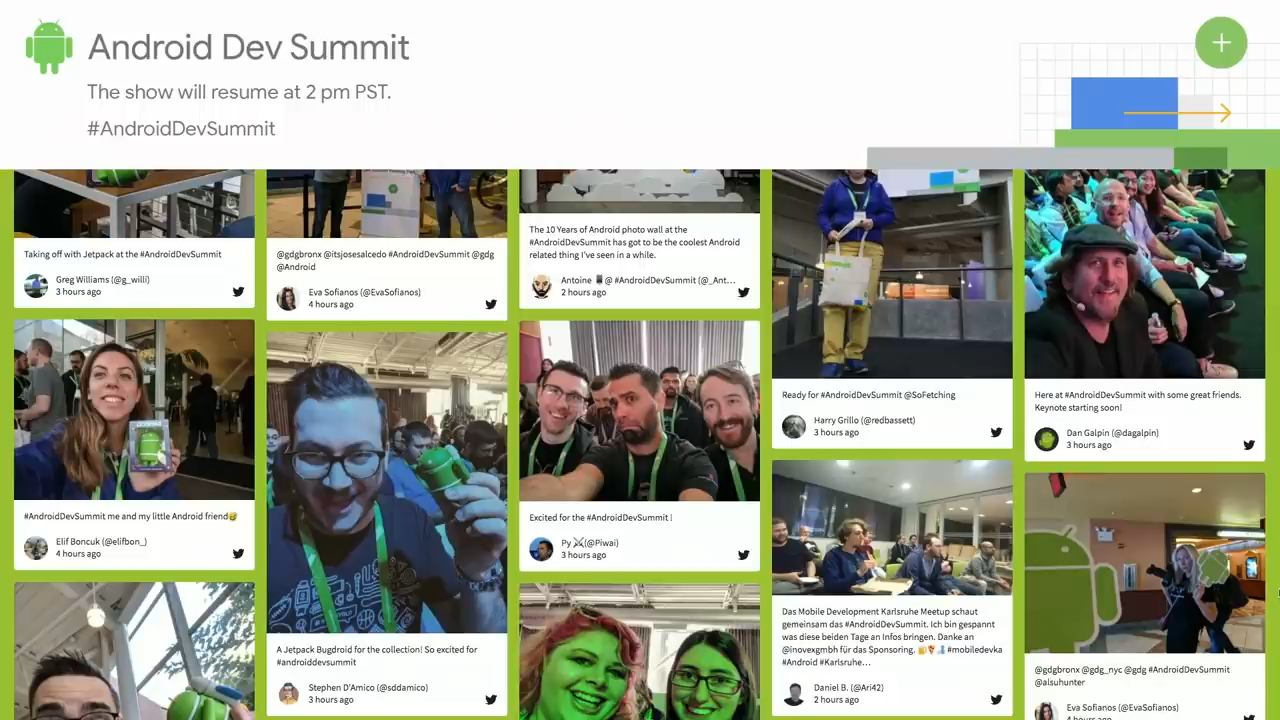 Android Dev Summit
The show will resume at 2 pm PST.
#AndroidDevSummit
Taking off with Jetpack at the #AndroidDevSummit
Greg Williams (@g_willi)
3 hours ago
#AndroidDevSummit me and my little Android friend😅
Elif Boncuk (@elifbon_)
4 hours ago
@gdgbronx @itsjosesalcedo #AndroidDevSummit @gdg
@Android
Eva Sofianos (@EvaSofianos)
4 hours ago
A Jetpack Bugdroid for the collection! So excited for
#androiddevsummit
Stephen D'Amico (@sddamico)
3 hours ago
The 10 Years of Android photo wall at the
#AndroidDevSummit has got to be the coolest Android
related thing I've seen in a while.
Antoine 📱@ #AndroidDevSummit (@_Ant…
2 hours ago
Excited for the #AndroidDevSummit !
Py ⚔(@Piwai)
3 hours ago
Ready for #AndroidDevSummit @SoFetching
Harry Grillo (@redbassett)
3 hours ago
Das Mobile Development Karlsruhe Meetup schaut
gemeinsam das #AndroidDevSummit. Ich bin gespannt
was diese beiden Tage an Infos bringen. Danke an
@inovexgmbh für das Sponsoring. 🍻🍕🍶 #mobiledevka
#Android #Karlsruhe…
Daniel B. (@Ari42)
2 hours ago
Here at #AndroidDevSummit with some great friends.
Keynote starting soon!
Dan Galpin (@dagalpin)
3 hours ago
@gdgbronx @gdg_nyc @gdg #AndroidDevSummit
@alsuhunter
Eva Sofianos (@EvaSofianos)
4 hours ago